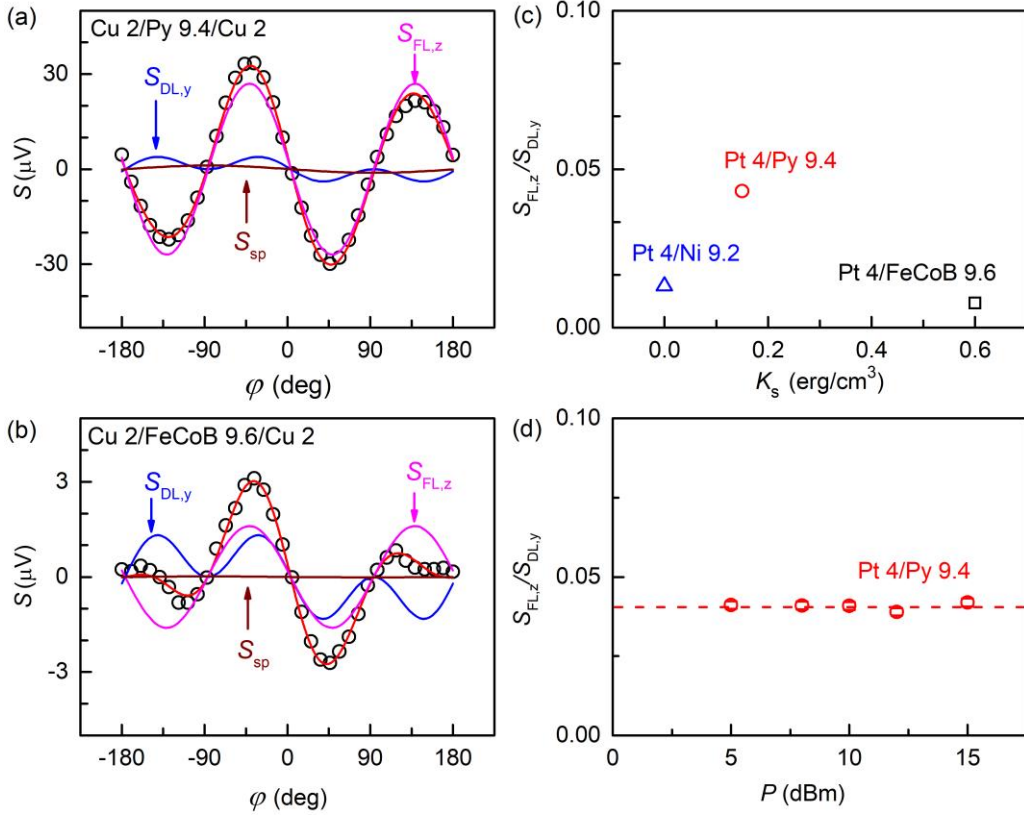 (a)
Cu 2/Py 9.4/Cu 2
S_DL,y
S_FL,z
S_sp
30
0
-30
S (μV)
-180 -90 0 90 180
φ (deg)
(b)
Cu 2/FeCoB 9.6/Cu 2
S_DL,y
S_FL,z
S_sp
3
0
-3
S (μV)
-180 -90 0 90 180
φ (deg)
(c)
0.10
0.05
0.00
S_FL,z/S_DL,y
Pt 4/Py 9.4
Pt 4/Ni 9.2
Pt 4/FeCoB 9.6
0.0 0.2 0.4 0.6
K_s (erg/cm³)
(d)
0.10
0.05
0.00
S_FL,z/S_DL,y
Pt 4/Py 9.4
0 5 10 15
P (dBm)